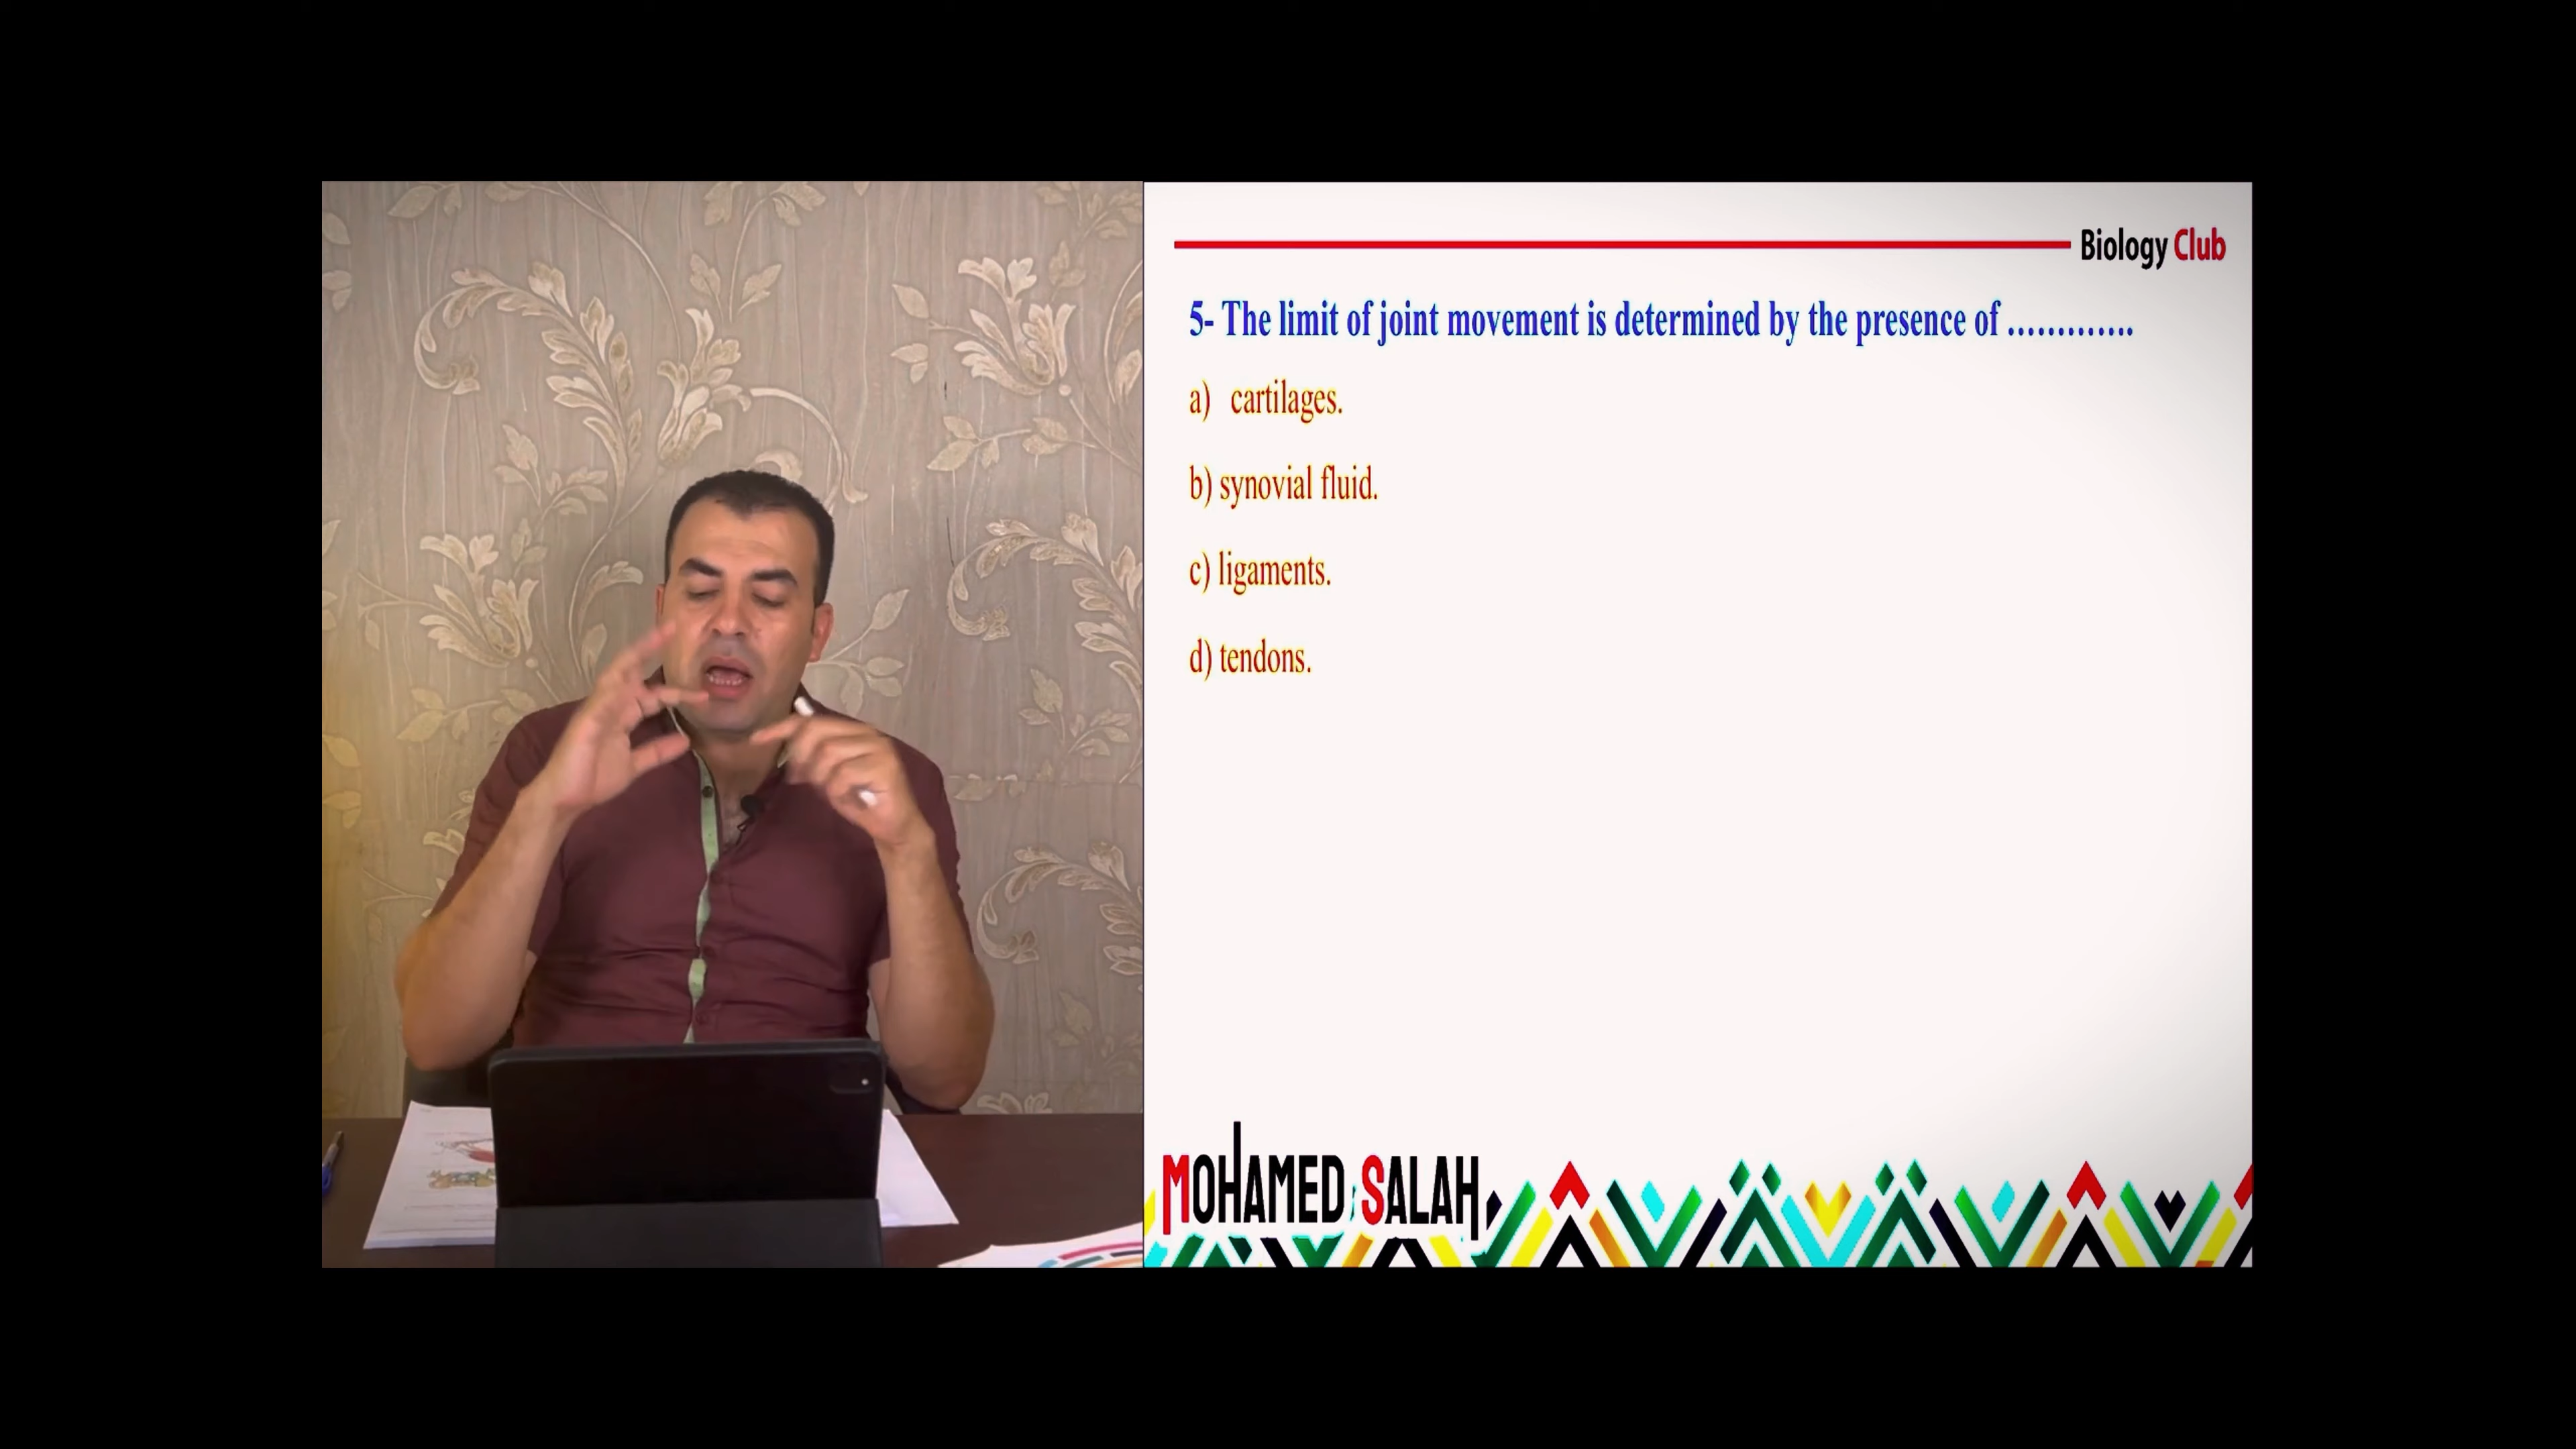 Biology Club
5- The limit of joint movement is determined by the presence of .............
a) cartilages.
b) synovial fluid.
c) ligaments.
d) tendons.
MOHAMED SALAH